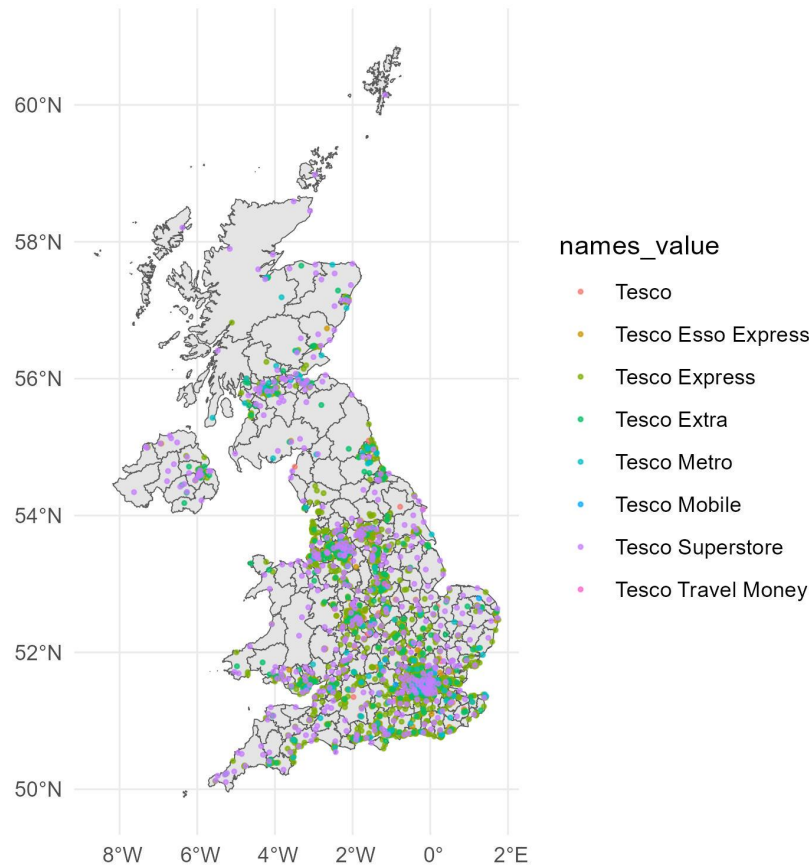 60°N
58°N
56°N
54°N
52°N
50°N
8°W 6°W 4°W 2°W 0° 2°E
names_value
Tesco
Tesco Esso Express
Tesco Express
Tesco Extra
Tesco Metro
Tesco Mobile
Tesco Superstore
Tesco Travel Money